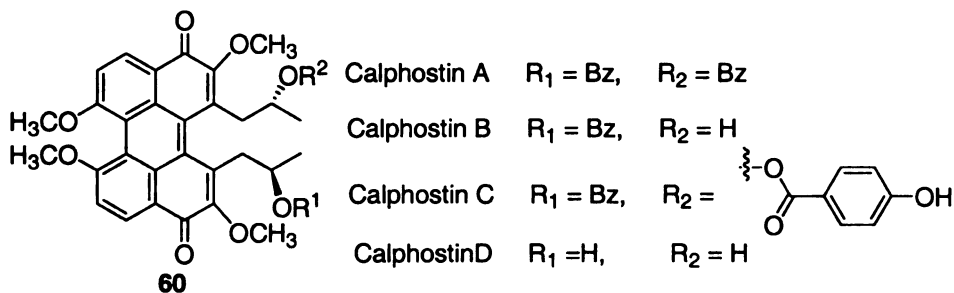 O
OCH3
OR²
Calphostin A R1 = Bz, R2 = Bz
H3CO
Calphostin B R1 = Bz, R2 = H
H3CO
O
Calphostin C R1 = Bz, R2 =
OH
OR¹
O
OCH3
O
CalphostinD R1 =H, R2 = H
60